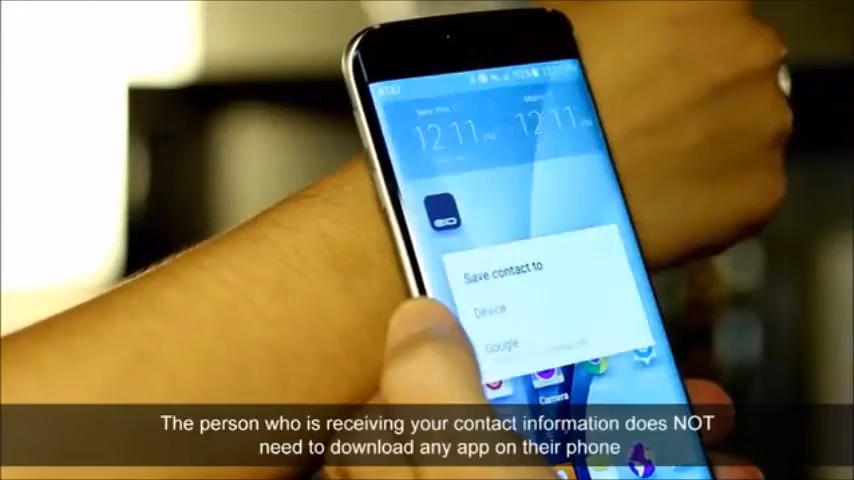 AT&T
12:11 12:11
Save contact to
Device
Google
Camera
The person who is receiving your contact information does NOT
need to download any app on their phone